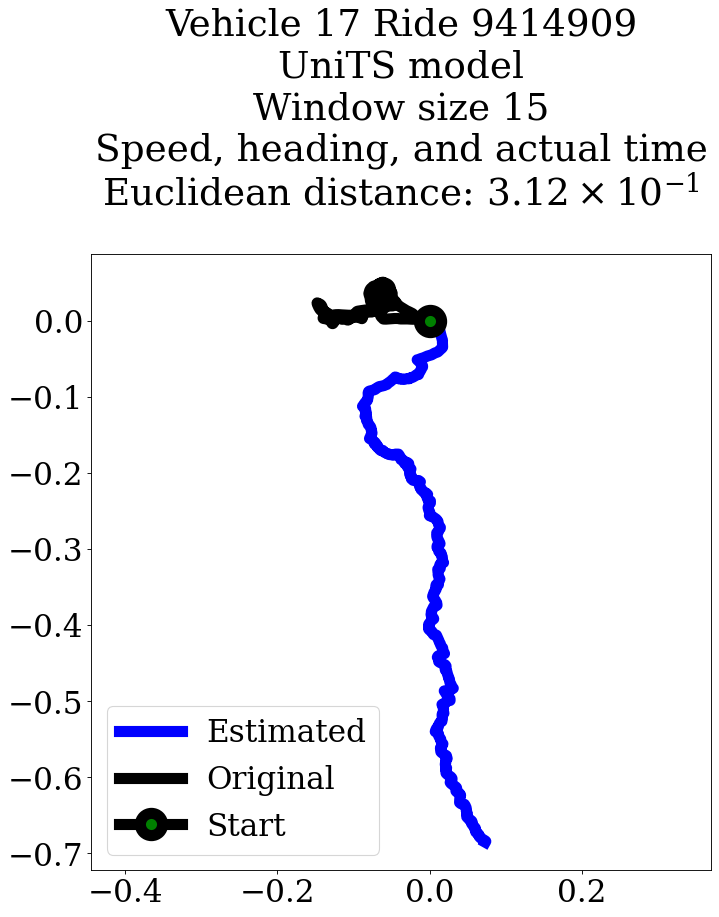 Vehicle 17 Ride 9414909
UniTS model
Window size 15
Speed, heading, and actual time
Euclidean distance: 3.12 × 10⁻¹
0.0
−0.1
−0.2
−0.3
−0.4
−0.5
−0.6
−0.7
Estimated
Original
Start
−0.4 −0.2 0.0 0.2